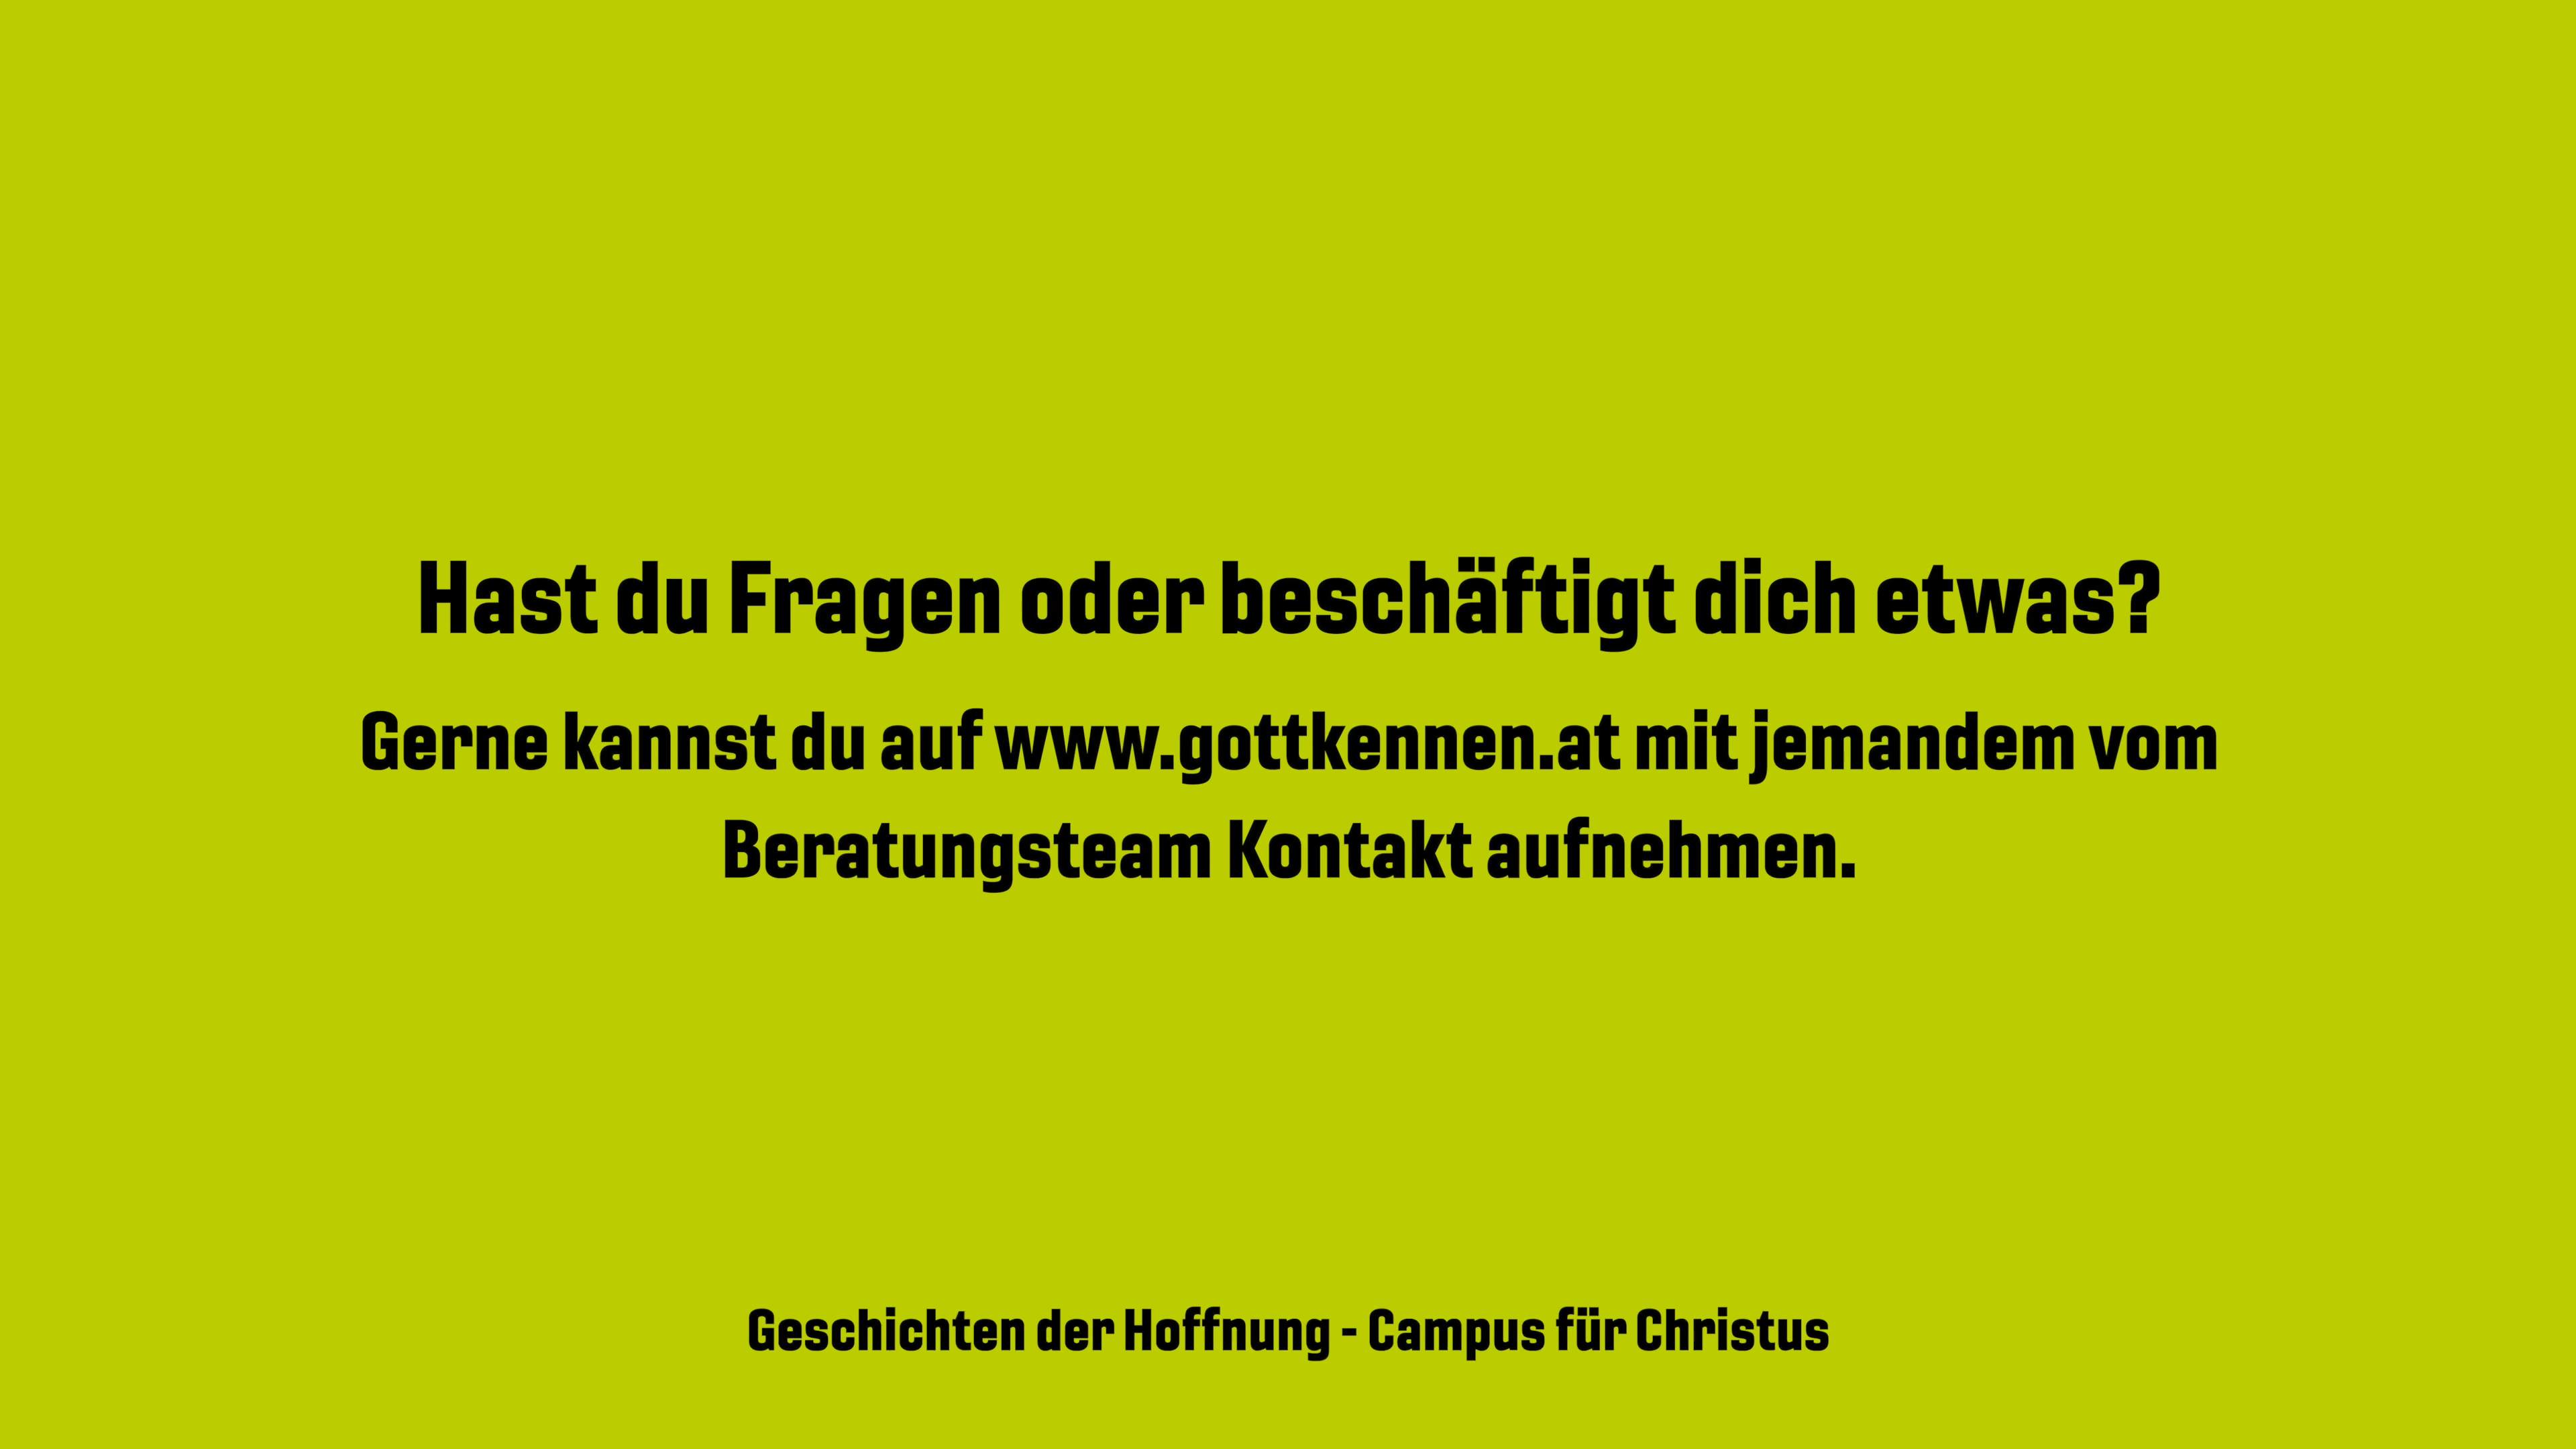 Hast du Fragen oder beschäftigt dich etwas?
Gerne kannst du auf www.gottkennen.at mit jemandem vom
Beratungsteam Kontakt aufnehmen.
Geschichten der Hoffnung - Campus für Christus